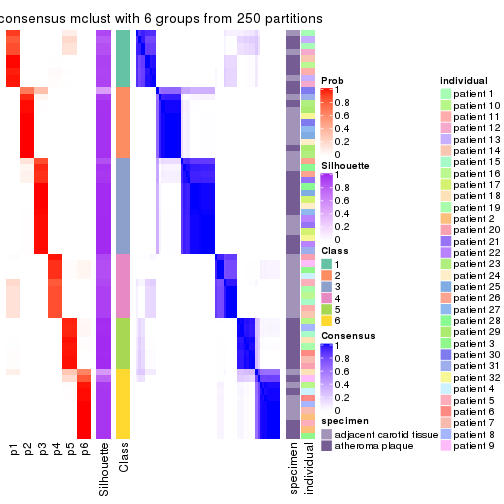 consensus mclust with 6 groups from 250 partitions
p1
p2
p3
p4
p5
p6
Silhouette
Class
specimen
individual
Prob
1
0.8
0.6
0.4
0.2
0
Silhouette
1
0.8
0.6
0.4
0.2
0
Class
1
2
3
4
5
6
Consensus
1
0.8
0.6
0.4
0.2
0
specimen
adjacent carotid tissue
atheroma plaque
individual
patient 1
patient 10
patient 11
patient 12
patient 13
patient 14
patient 15
patient 16
patient 17
patient 18
patient 19
patient 2
patient 20
patient 21
patient 22
patient 23
patient 24
patient 25
patient 26
patient 27
patient 28
patient 29
patient 3
patient 30
patient 31
patient 32
patient 4
patient 5
patient 6
patient 7
patient 8
patient 9